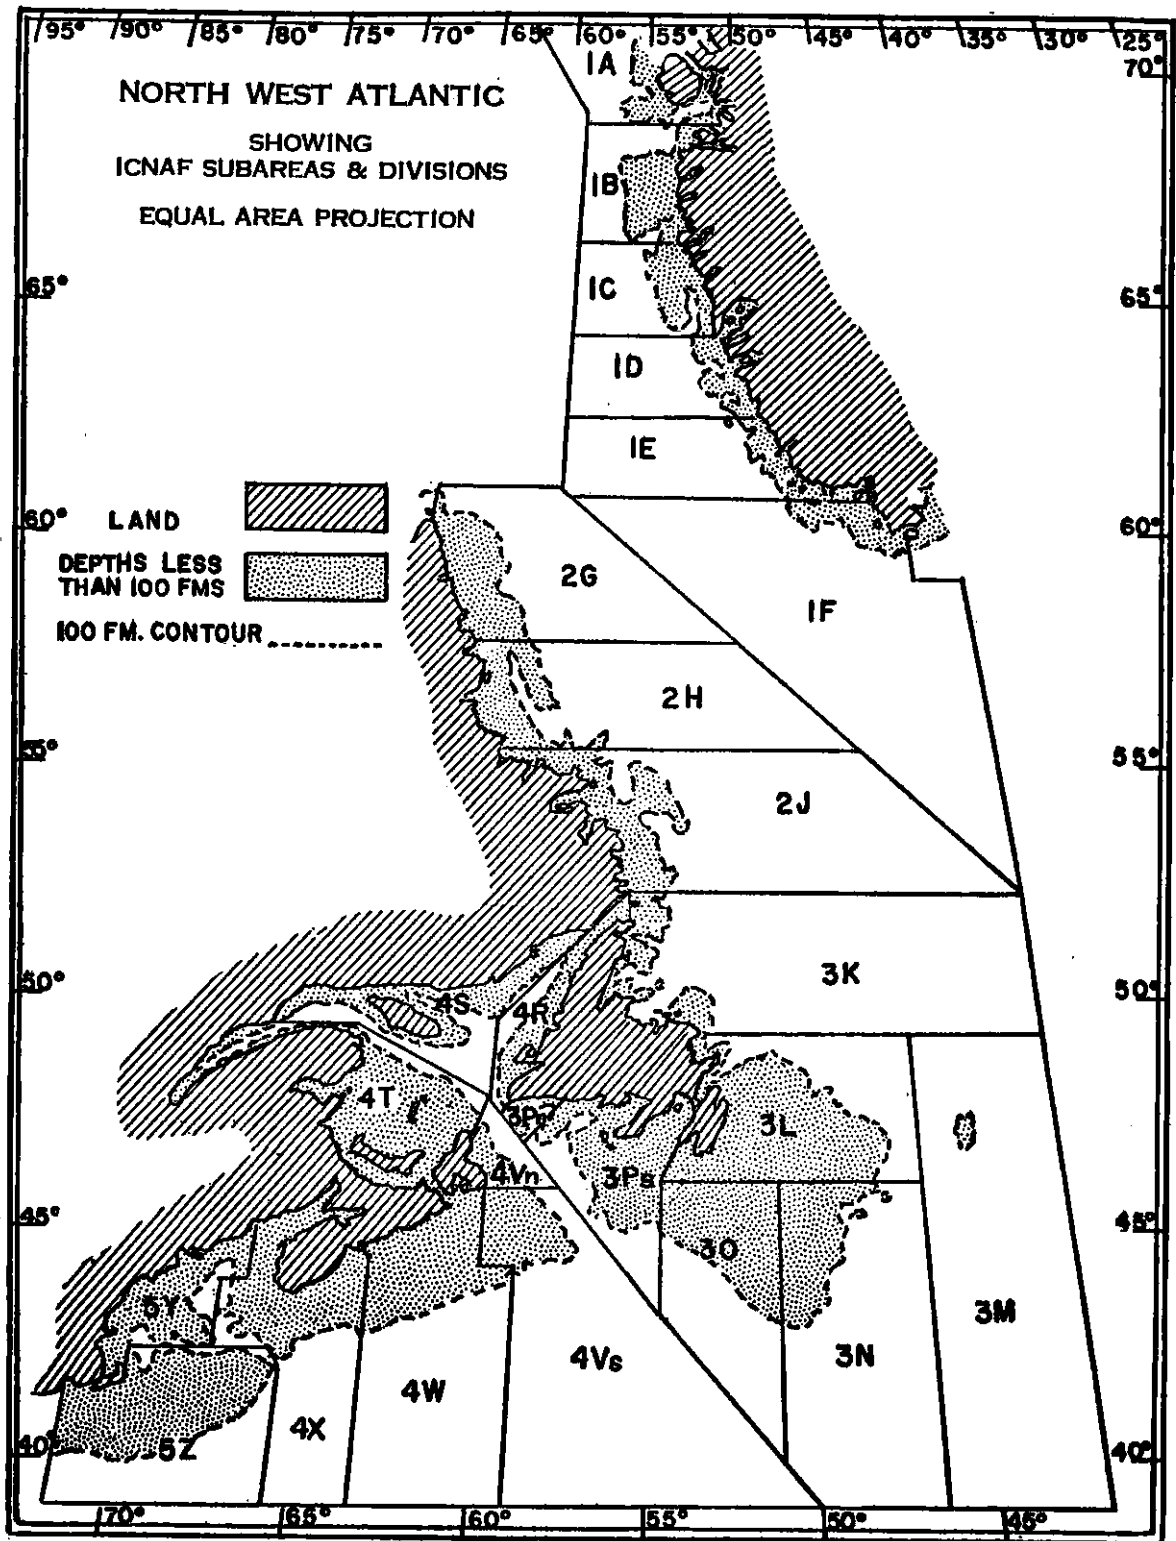 95° 90° 85° 80° 75° 70° 65° 60° 55° 50° 45° 40° 35° 30° 25°
NORTH WEST ATLANTIC
SHOWING
ICNAF SUBAREAS & DIVISIONS
EQUAL AREA PROJECTION
1A
70°
1B
1C
65° 65°
1D
1E
LAND
60° 60°
DEPTHS LESS
THAN 100 FMS
100 FM. CONTOUR
2G
1F
2H
55° 55°
2J
3K
50° 50°
4S
4R
4T
3Pn
3L
4Vn
3Ps
45° 45°
3O
5Y
3M
4Vs
3N
4W
4X
40° 40°
5Z
70° 65° 60° 55° 50° 45°